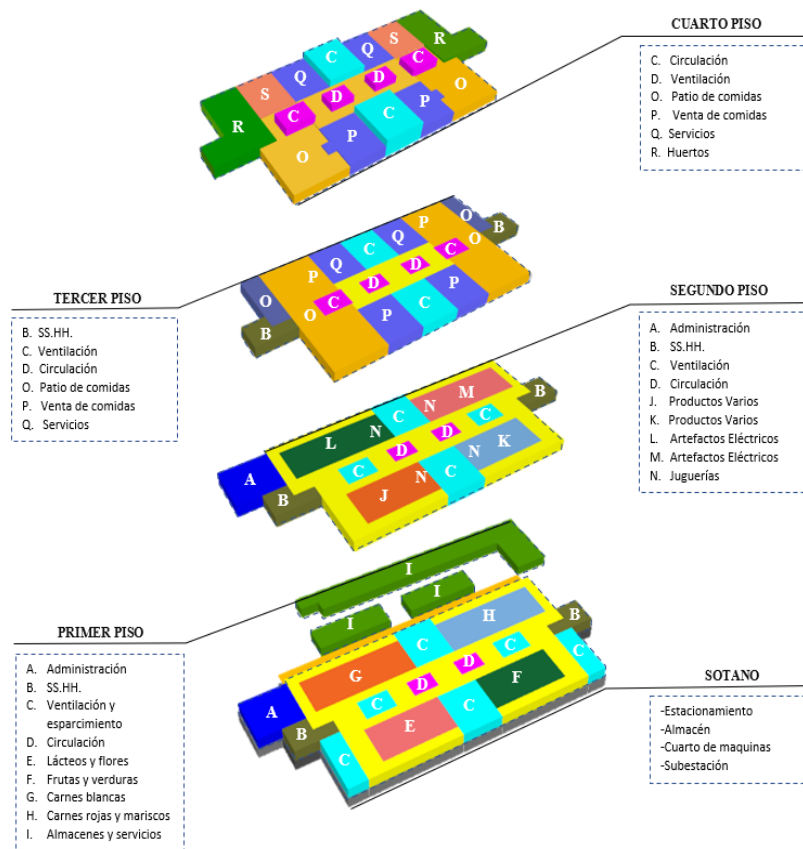 CUARTO PISO
C. Circulación
D. Ventilación
O. Patio de comidas
P. Venta de comidas
Q. Servicios
R. Huertos
S Q C Q S R
C D D C
R O P C P O
TERCER PISO
B. SS.HH.
C. Ventilación
D. Circulación
O. Patio de comidas
P. Venta de comidas
Q. Servicios
O P Q C Q P O B
O C D D C O
B P C P
SEGUNDO PISO
A. Administración
B. SS.HH.
C. Ventilación
D. Circulación
J. Productos Varios
K. Productos Varios
L. Artefactos Eléctricos
M. Artefactos Eléctricos
N. Juguerías
L N C N M B
C D D C
A B J N C N K
PRIMER PISO
A. Administración
B. SS.HH.
C. Ventilación y
esparcimiento
D. Circulación
E. Lácteos y flores
F. Frutas y verduras
G. Carnes blancas
H. Carnes rojas y mariscos
I. Almacenes y servicios
I
I I
G C H B
C D D C
A B C E C F C
SOTANO
-Estacionamiento
-Almacén
-Cuarto de maquinas
-Subestación